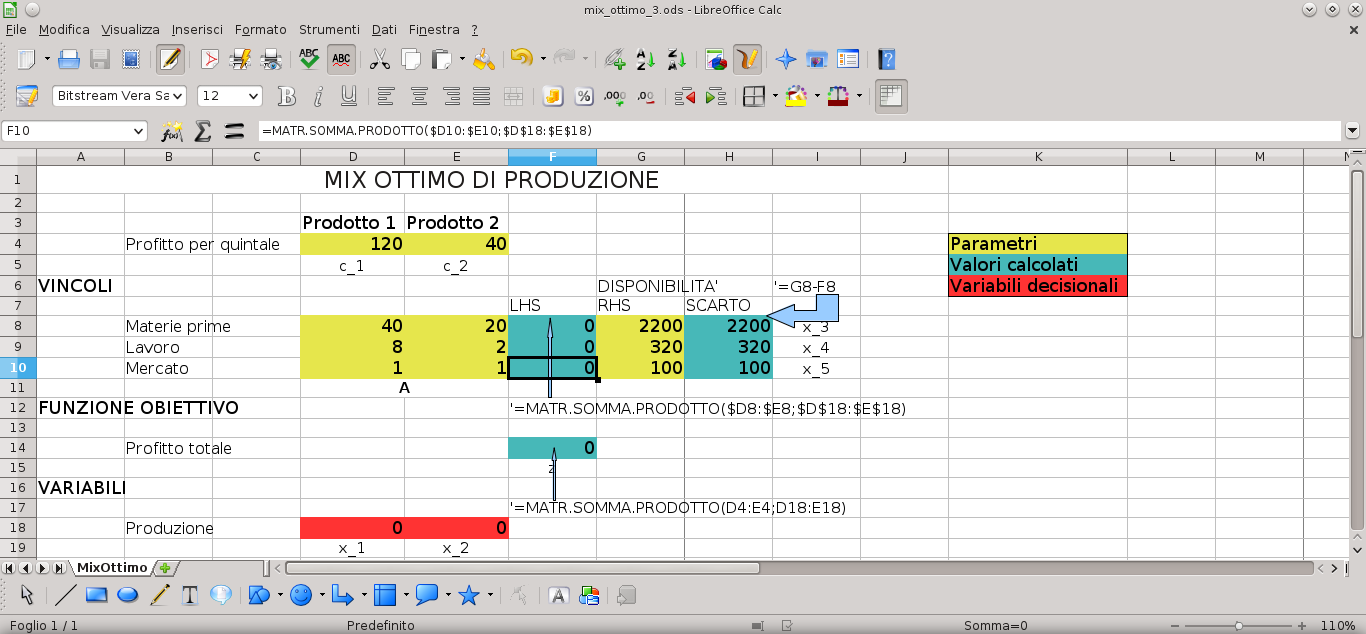 mix_ottimo_3.ods - LibreOffice Calc
File Modifica Visualizza Inserisci Formato Strumenti Dati Finestra ?
Bitstream Vera Sa 12
F10 =MATR.SOMMA.PRODOTTO($D10:$E10;$D$18:$E$18)
A B C D E F G H I J K L M N
1 MIX OTTIMO DI PRODUZIONE
2
3 Prodotto 1 Prodotto 2
4 Profitto per quintale 120 40 Parametri
5 c_1 c_2 Valori calcolati
6 VINCOLI DISPONIBILITA' '=G8-F8 Variabili decisionali
7 LHS RHS SCARTO
8 Materie prime 40 20 0 2200 2200 x_3
9 Lavoro 8 2 0 320 320 x_4
10 Mercato 1 1 0 100 100 x_5
11 A
12 FUNZIONE OBIETTIVO '=MATR.SOMMA.PRODOTTO($D8:$E8;$D$18:$E$18)
13
14 Profitto totale 0
15 z
16 VARIABILI
17 '=MATR.SOMMA.PRODOTTO(D4:E4;D18:E18)
18 Produzione 0 0
19 x_1 x_2
MixOttimo
Foglio 1 / 1 Predefinito Somma=0 110%